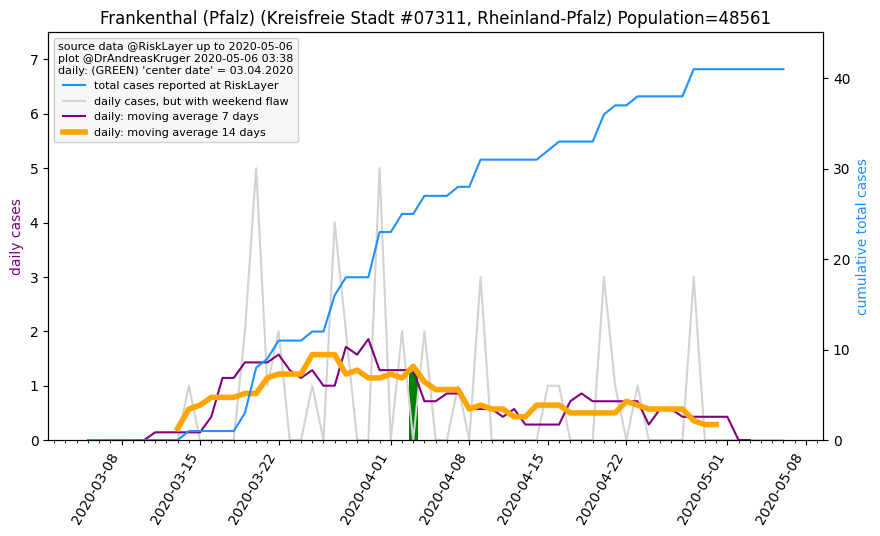 Frankenthal (Pfalz) (Kreisfreie Stadt #07311, Rheinland-Pfalz) Population=48561
source data @RiskLayer up to 2020-05-06
plot @DrAndreasKruger 2020-05-06 03:38
daily: (GREEN) 'center date' = 03.04.2020
total cases reported at RiskLayer
daily cases, but with weekend flaw
daily: moving average 7 days
daily: moving average 14 days
daily cases
7
6
5
4
3
2
1
0
cumulative total cases
40
30
20
10
0
2020-03-08
2020-03-15
2020-03-22
2020-04-01
2020-04-08
2020-04-15
2020-04-22
2020-05-01
2020-05-08